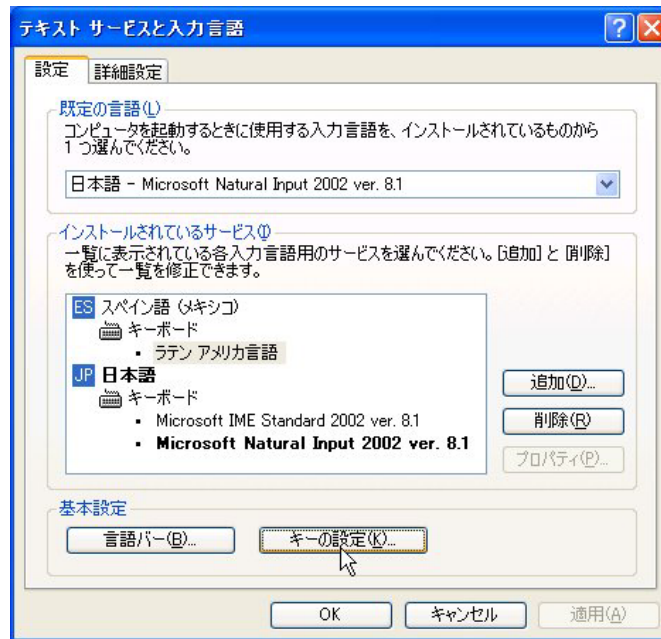 テキスト サービスと入力言語
設定 詳細設定
既定の言語(L)
コンピュータを起動するときに使用する入力言語を、インストールされているものから
1 つ選んでください。
日本語 - Microsoft Natural Input 2002 ver. 8.1
インストールされているサービス(I)
一覧に表示されている各入力言語用のサービスを選んでください。[追加] と [削除]
を使って一覧を修正できます。
ES スペイン語 (メキシコ)
キーボード
• ラテン アメリカ言語
JP 日本語
キーボード
• Microsoft IME Standard 2002 ver. 8.1
• Microsoft Natural Input 2002 ver. 8.1
追加(D)...
削除(R)
プロパティ(P)...
基本設定
言語バー(B)... キーの設定(K)...
OK キャンセル 適用(A)